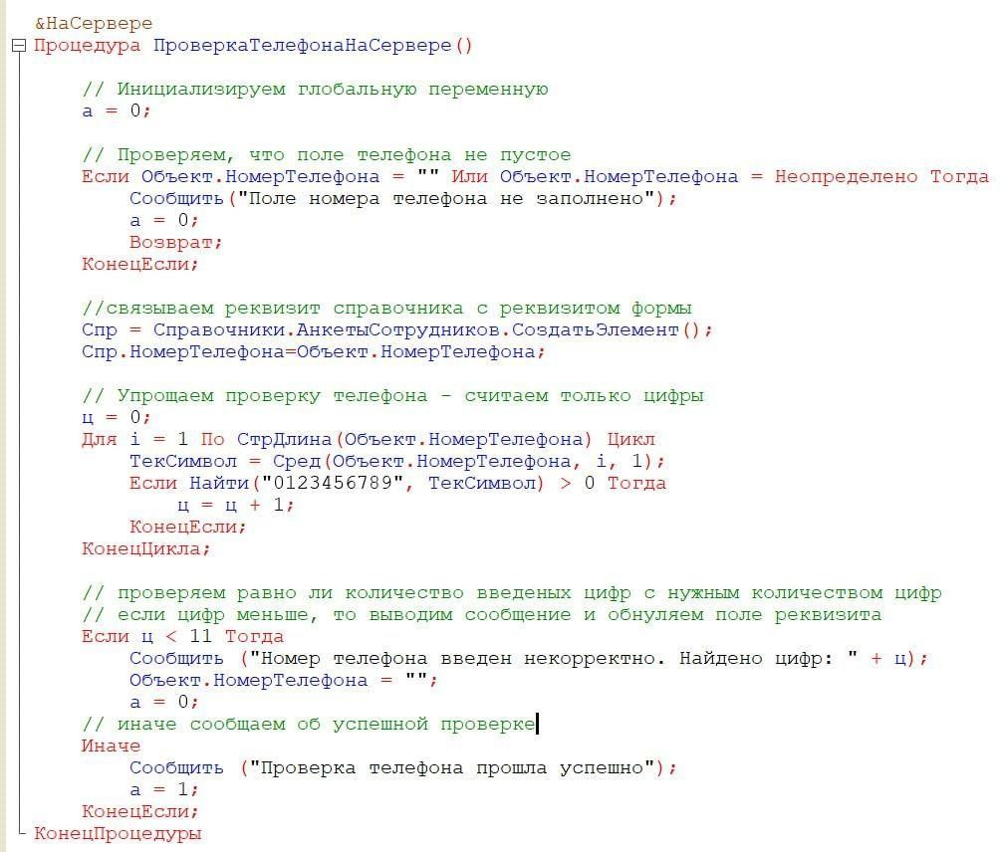 &НаСервере
Процедура ПроверкаТелефонаНаСервере()
// Инициализируем глобальную переменную
а = 0;
// Проверяем, что поле телефона не пустое
Если Объект.НомерТелефона = "" Или Объект.НомерТелефона = Неопределено Тогда
Сообщить("Поле номера телефона не заполнено");
а = 0;
Возврат;
КонецЕсли;
//связываем реквизит справочника с реквизитом формы
Спр = Справочники.АнкетыСотрудников.СоздатьЭлемент();
Спр.НомерТелефона=Объект.НомерТелефона;
// Упрощаем проверку телефона - считаем только цифры
ц = 0;
Для i = 1 По СтрДлина(Объект.НомерТелефона) Цикл
ТекСимвол = Сред(Объект.НомерТелефона, i, 1);
Если Найти("0123456789", ТекСимвол) > 0 Тогда
ц = ц + 1;
КонецЕсли;
КонецЦикла;
// проверяем равно ли количество введеных цифр с нужным количеством цифр
// если цифр меньше, то выводим сообщение и обнуляем поле реквизита
Если ц < 11 Тогда
Сообщить ("Номер телефона введен некорректно. Найдено цифр: " + ц);
Объект.НомерТелефона = "";
а = 0;
// иначе сообщаем об успешной проверке
Иначе
Сообщить ("Проверка телефона прошла успешно");
а = 1;
КонецЕсли;
КонецПроцедуры